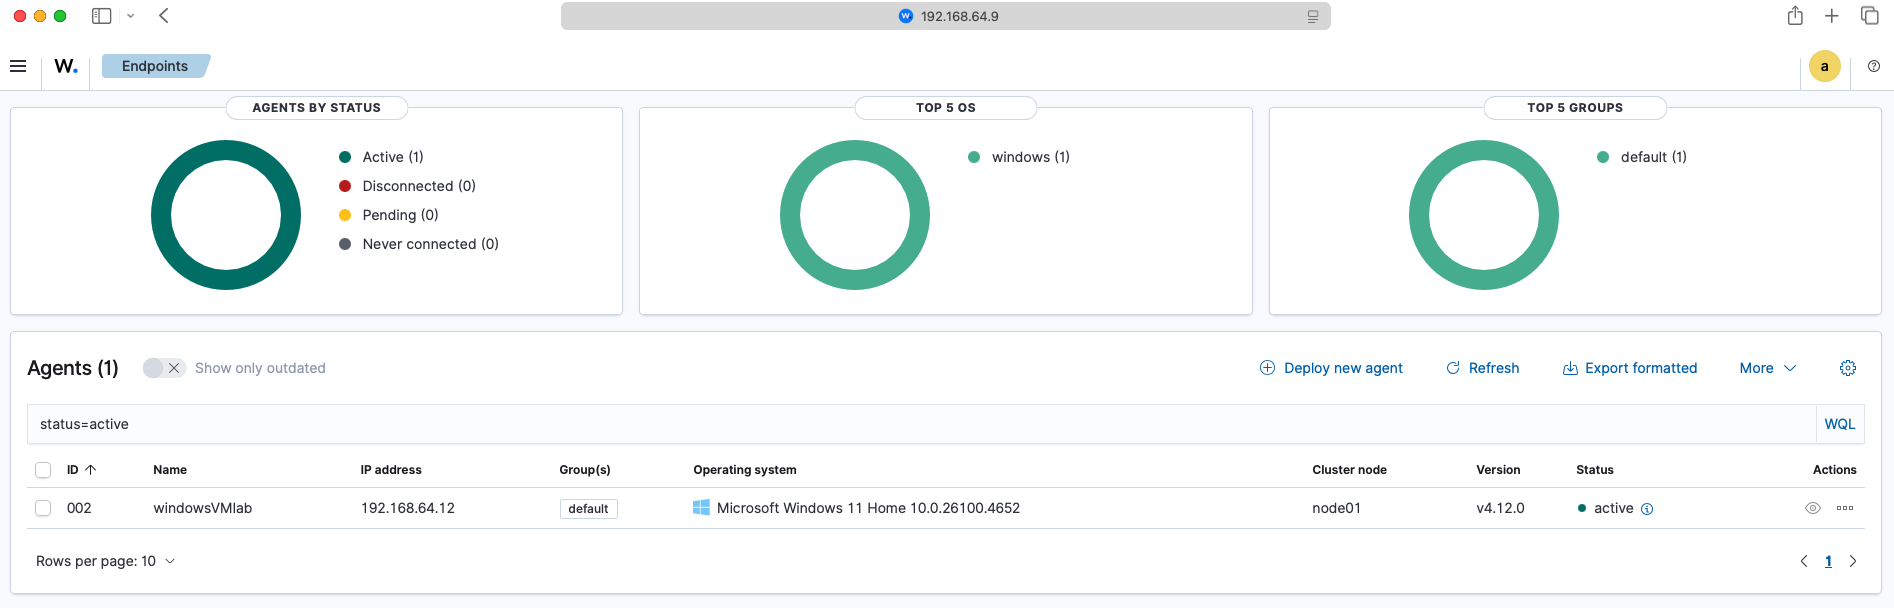 192.168.64.9
W. Endpoints a
AGENTS BY STATUS TOP 5 OS TOP 5 GROUPS
Active (1) windows (1) default (1)
Disconnected (0)
Pending (0)
Never connected (0)
Agents (1) Show only outdated Deploy new agent Refresh Export formatted More
status=active WQL
ID Name IP address Group(s) Operating system Cluster node Version Status Actions
002 windowsVMlab 192.168.64.12 default Microsoft Windows 11 Home 10.0.26100.4652 node01 v4.12.0 active
Rows per page: 10 1